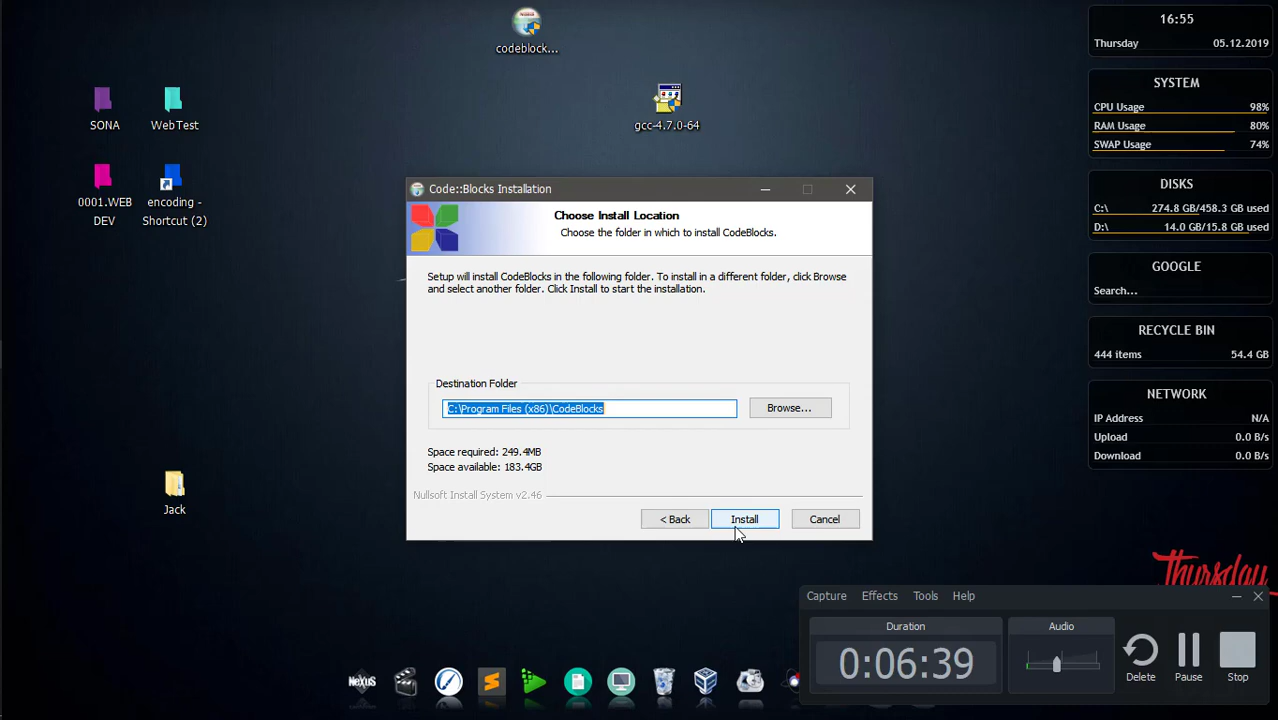 codeblock...
gcc-4.7.0-64
SONA
WebTest
0001.WEB
DEV
encoding -
Shortcut (2)
Jack
Code::Blocks Installation
Choose Install Location
Choose the folder in which to install CodeBlocks.
Setup will install CodeBlocks in the following folder. To install in a different folder, click Browse
and select another folder. Click Install to start the installation.
Destination Folder
C:\Program Files (x86)\CodeBlocks
Browse...
Space required: 249.4MB
Space available: 183.4GB
Nullsoft Install System v2.46
< Back
Install
Cancel
16:55
Thursday 05.12.2019
SYSTEM
CPU Usage 98%
RAM Usage 80%
SWAP Usage 74%
DISKS
C:\ 274.8 GB/458.3 GB used
D:\ 14.0 GB/15.8 GB used
GOOGLE
Search...
RECYCLE BIN
444 items 54.4 GB
NETWORK
IP Address N/A
Upload 0.0 B/s
Download 0.0 B/s
Thursday
Capture Effects Tools Help
Duration
0:06:39
Audio
Delete
Pause
Stop
NEXUS